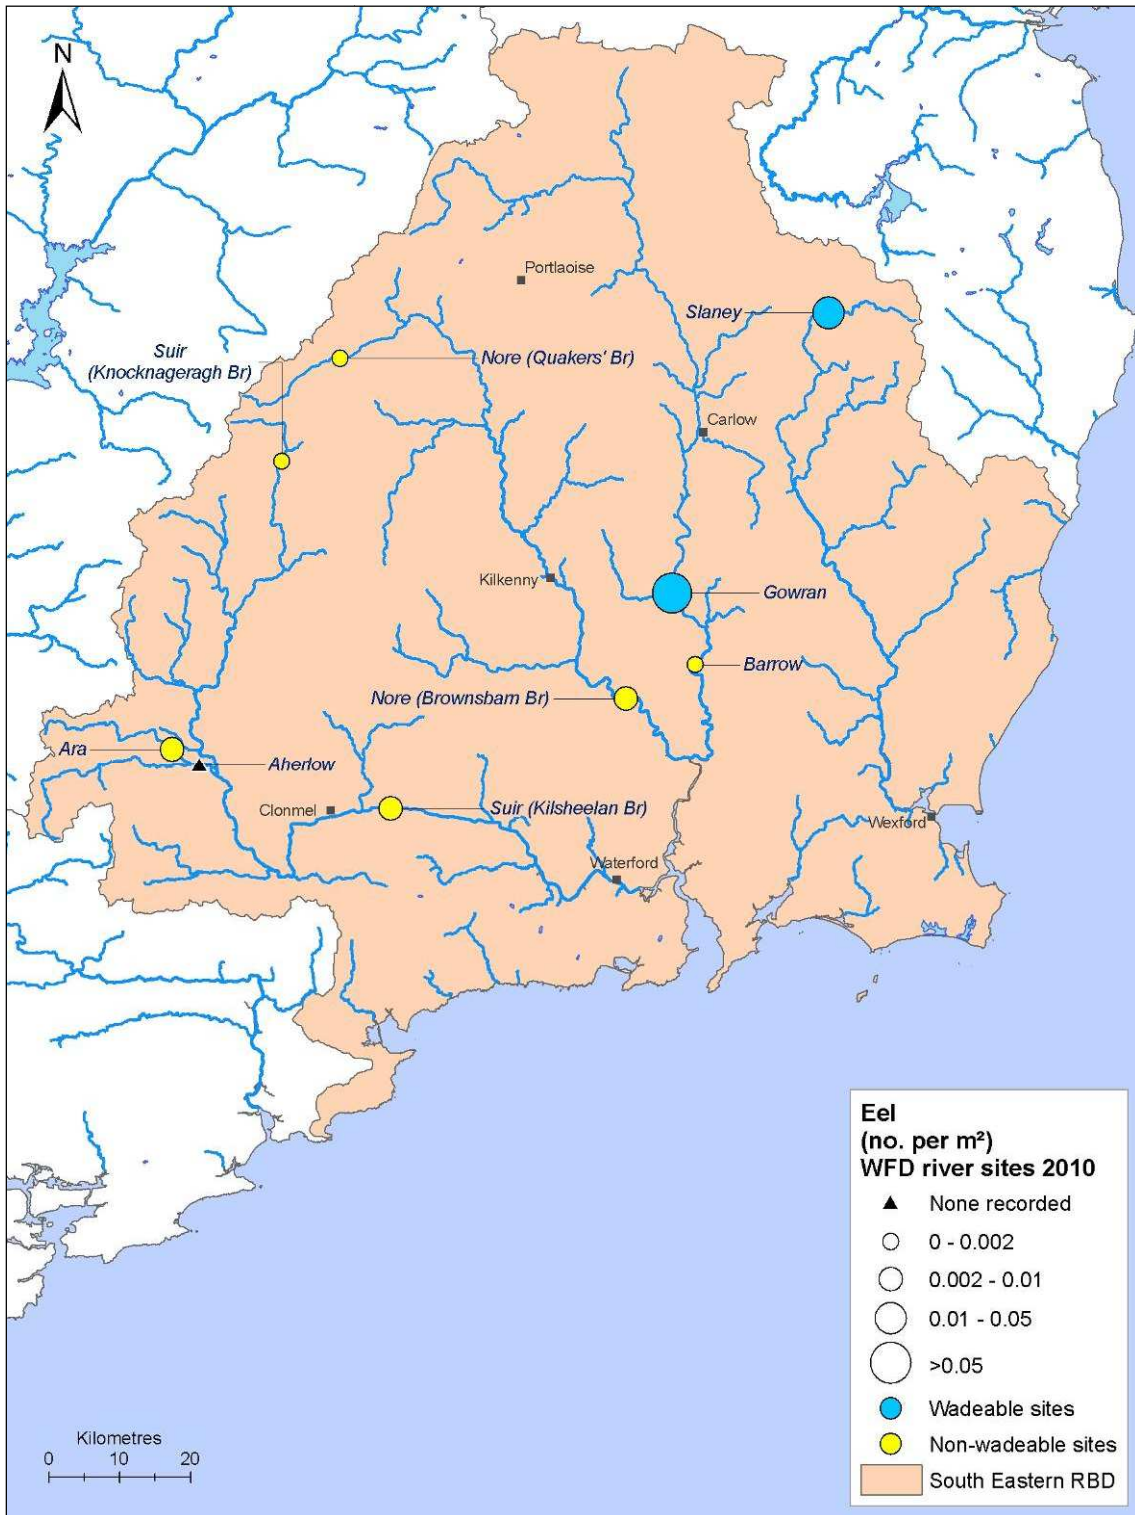 N
Portlaoise
Slaney
Suir
(Knocknageragh Br)
Nore (Quakers' Br)
Carlow
Kilkenny
Gowran
Barrow
Nore (Brownsbarn Br)
Ara
Aherlow
Clonmel
Suir (Kilsheelan Br)
Wexford
Waterford
Eel
(no. per m²)
WFD river sites 2010
None recorded
0 - 0.002
0.002 - 0.01
0.01 - 0.05
>0.05
Wadeable sites
Non-wadeable sites
South Eastern RBD
Kilometres
0 10 20